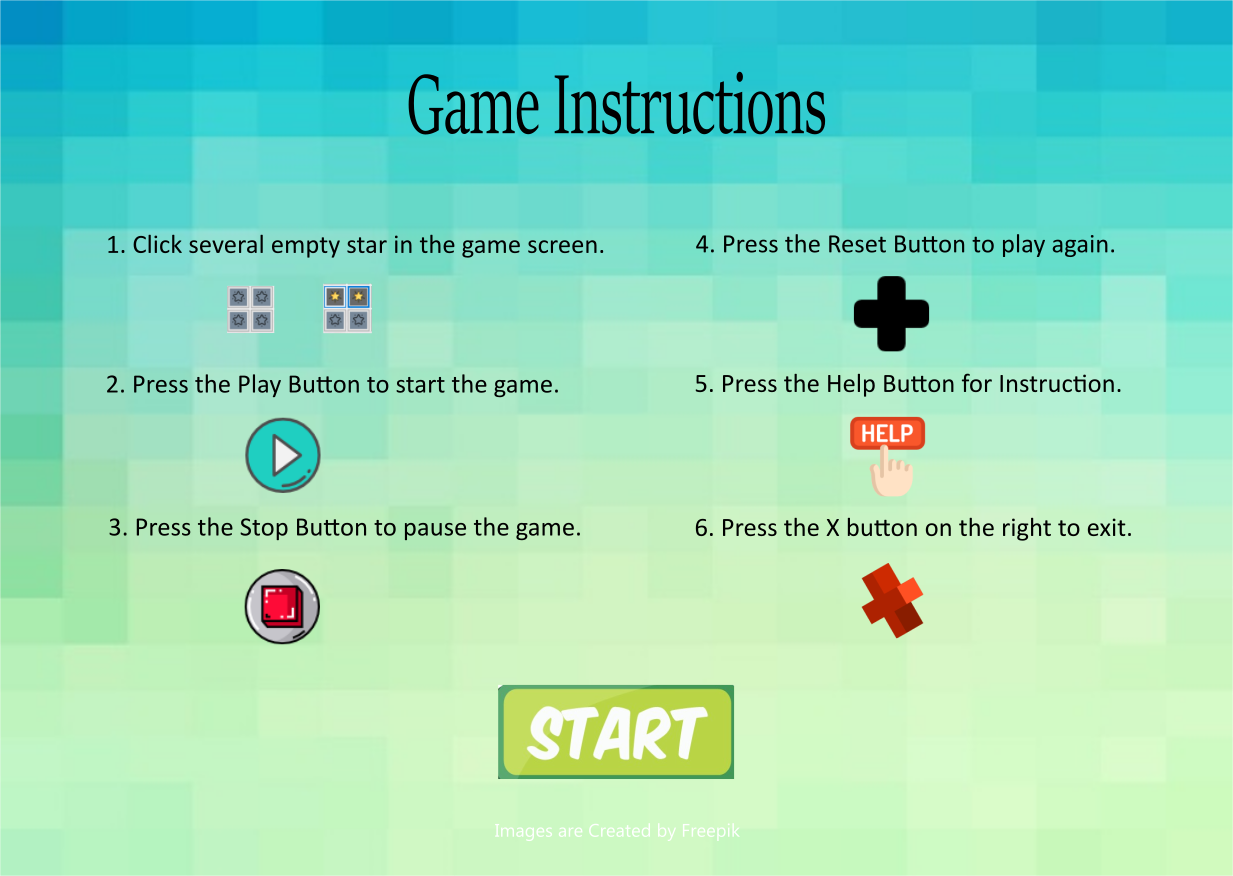 Game Instructions
1. Click several empty star in the game screen.
2. Press the Play Button to start the game.
3. Press the Stop Button to pause the game.
4. Press the Reset Button to play again.
5. Press the Help Button for Instruction.
HELP
6. Press the X button on the right to exit.
START
Images are Created by Freepik